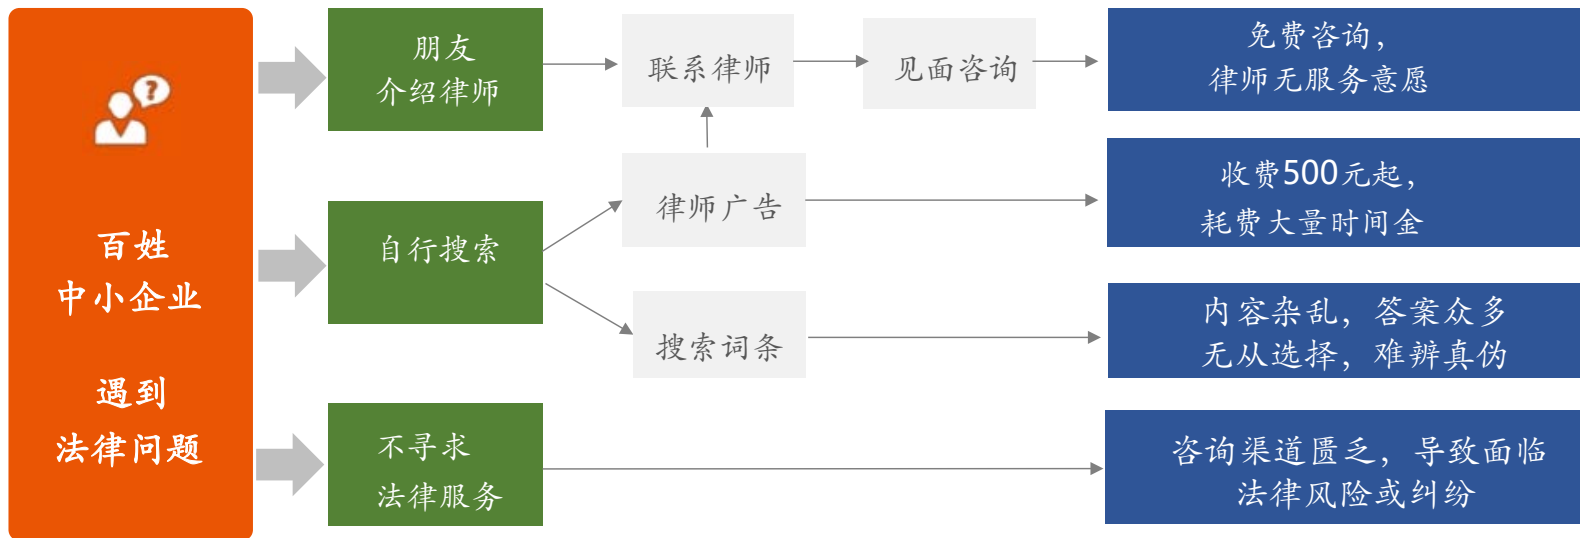 百姓
中小企业
遇到
法律问题
朋友
介绍律师
联系律师
见面咨询
免费咨询，
律师无服务意愿
自行搜索
律师广告
收费500元起，
耗费大量时间金
搜索词条
内容杂乱，答案众多
无从选择，难辨真伪
不寻求
法律服务
咨询渠道匮乏，导致面临
法律风险或纠纷
?